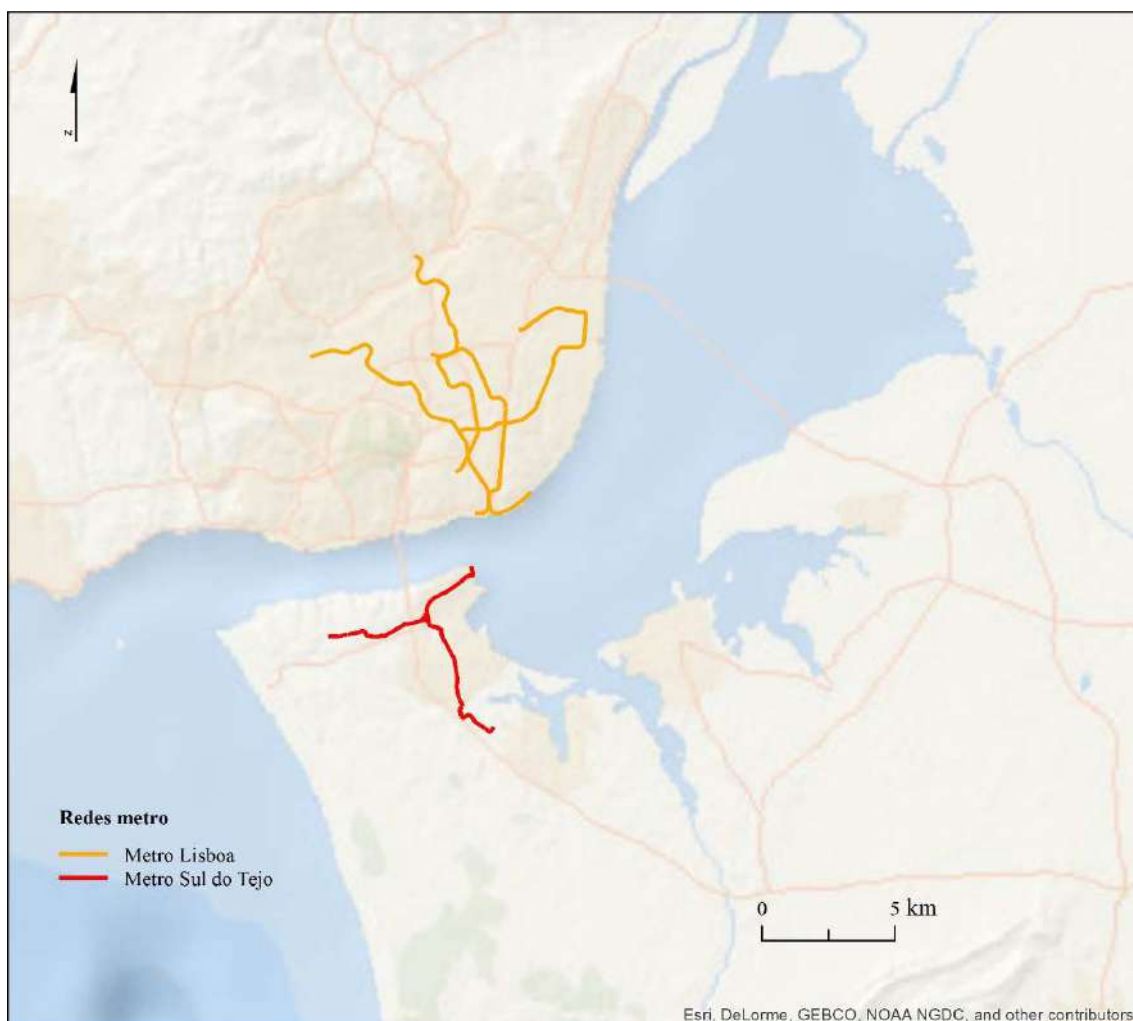 N
Redes metro
Metro Lisboa
Metro Sul do Tejo
0 5 km
Esri, DeLorme, GEBCO, NOAA NGDC, and other contributors